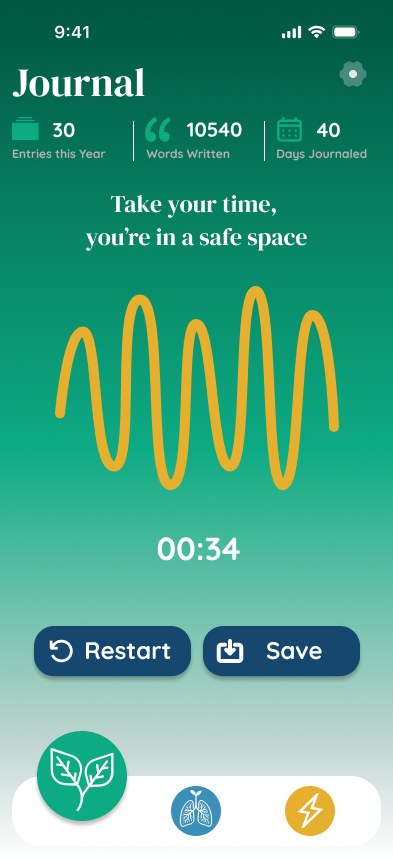 9:41
Journal
30
Entries this Year
10540
Words Written
40
Days Journaled
Take your time,
you're in a safe space
00:34
Restart
Save